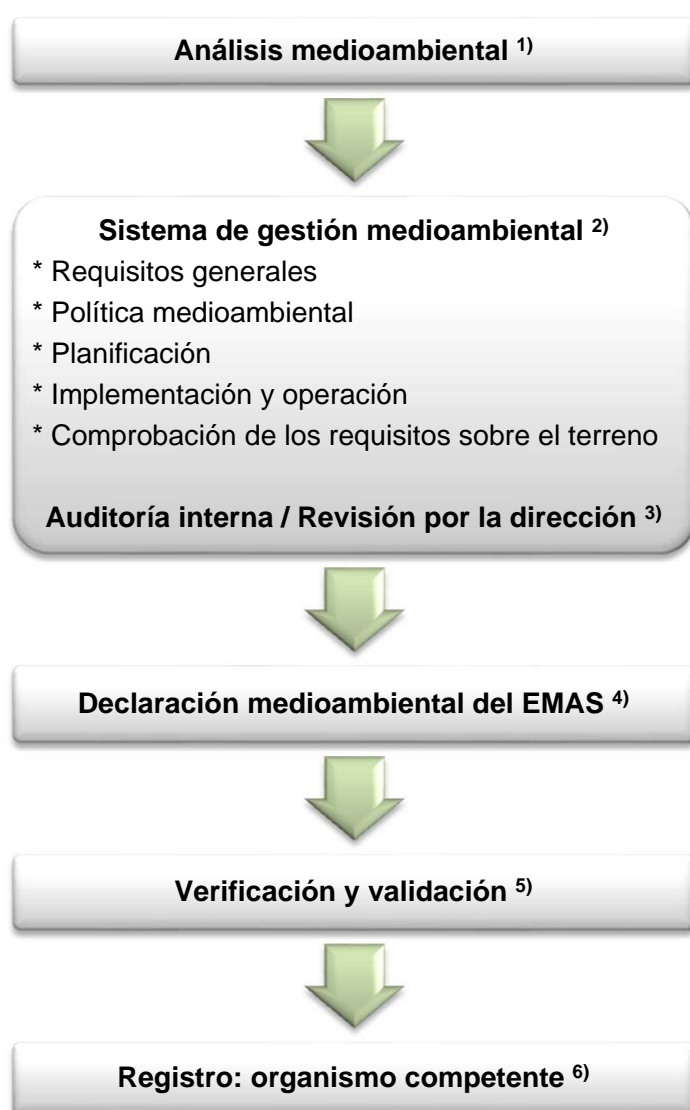 Análisis medioambiental 1)
Sistema de gestión medioambiental 2)
* Requisitos generales
* Política medioambiental
* Planificación
* Implementación y operación
* Comprobación de los requisitos sobre el terreno
Auditoría interna / Revisión por la dirección 3)
Declaración medioambiental del EMAS 4)
Verificación y validación 5)
Registro: organismo competente 6)